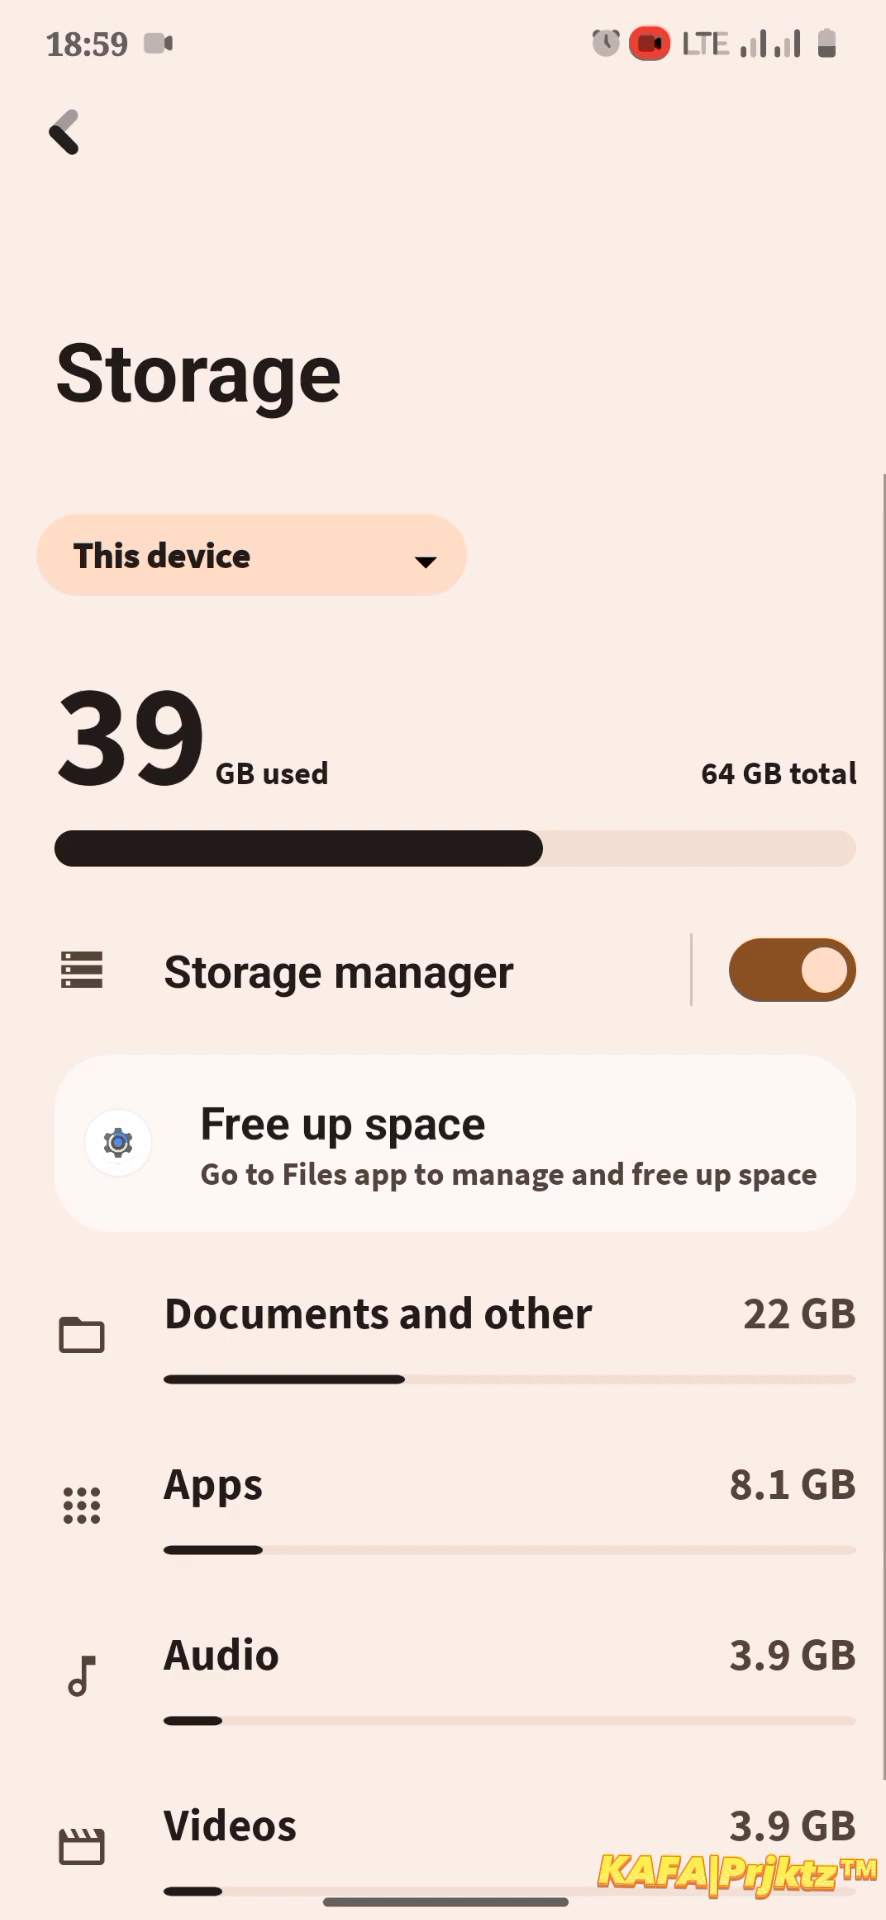 18:59
LTE
Storage
This device
39 GB used
64 GB total
Storage manager
Free up space
Go to Files app to manage and free up space
Documents and other
22 GB
Apps
8.1 GB
Audio
3.9 GB
Videos
3.9 GB
KAFA|Prjktz™